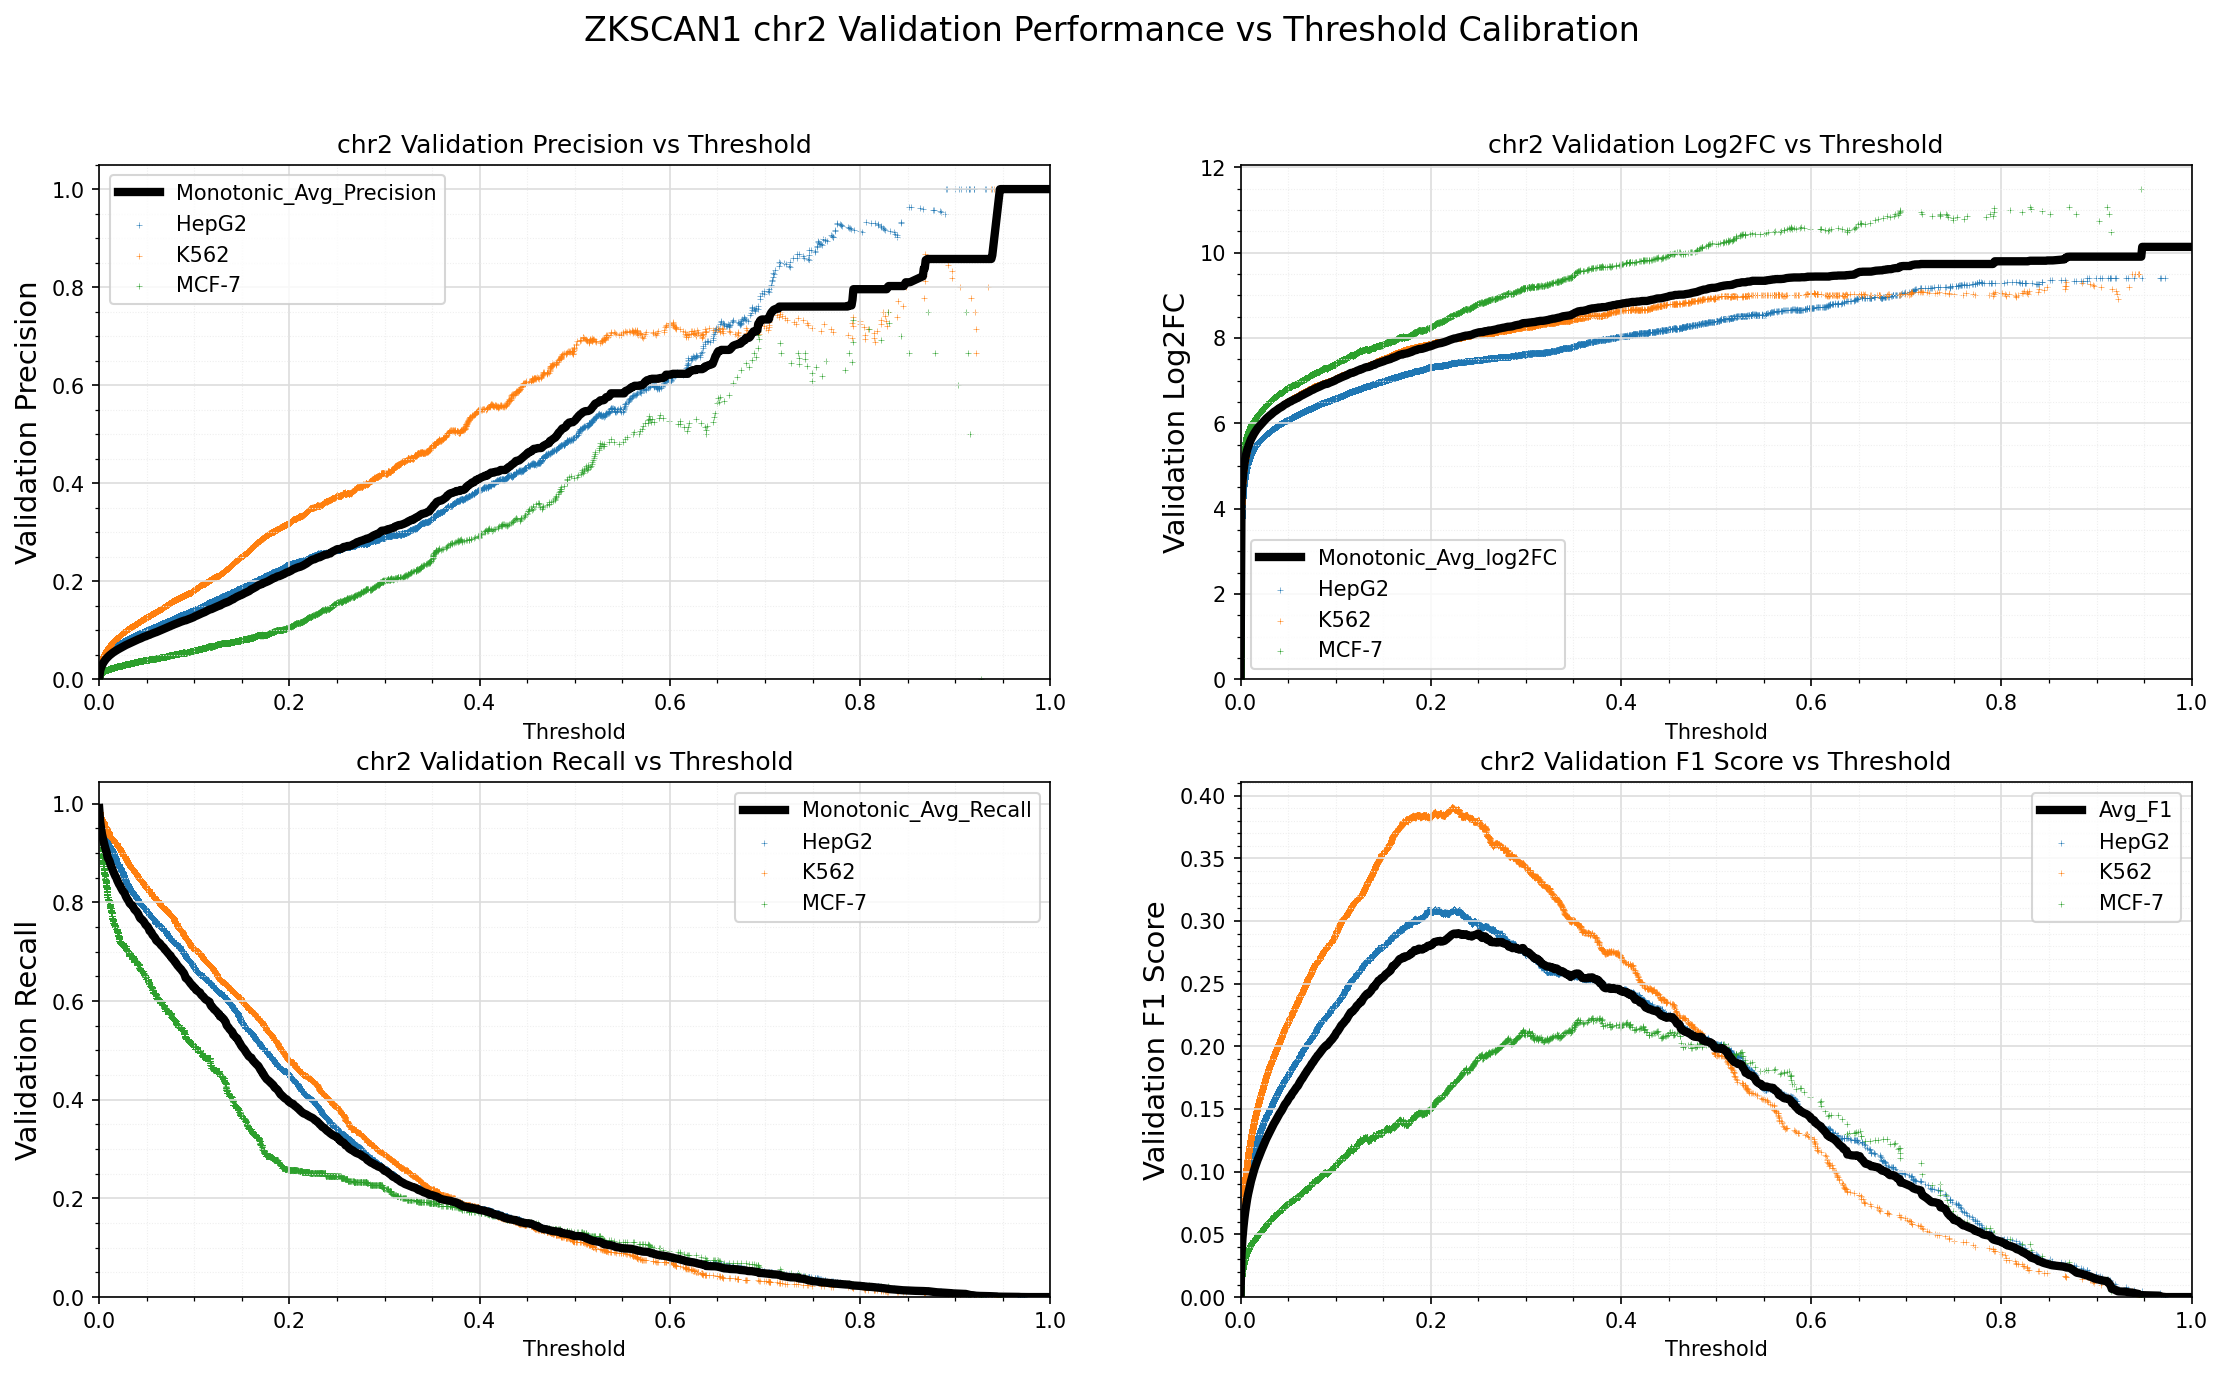 ZKSCAN1 chr2 Validation Performance vs Threshold Calibration
chr2 Validation Precision vs Threshold
Validation Precision
1.0
0.8
0.6
0.4
0.2
0.0
Monotonic_Avg_Precision
HepG2
K562
MCF-7
0.0 0.2 0.4 0.6 0.8 1.0
Threshold
chr2 Validation Log2FC vs Threshold
Validation Log2FC
12
10
8
6
4
2
0
Monotonic_Avg_log2FC
HepG2
K562
MCF-7
0.0 0.2 0.4 0.6 0.8 1.0
Threshold
chr2 Validation Recall vs Threshold
Validation Recall
1.0
0.8
0.6
0.4
0.2
0.0
Monotonic_Avg_Recall
HepG2
K562
MCF-7
0.0 0.2 0.4 0.6 0.8 1.0
Threshold
chr2 Validation F1 Score vs Threshold
Validation F1 Score
0.40
0.35
0.30
0.25
0.20
0.15
0.10
0.05
0.00
Avg_F1
HepG2
K562
MCF-7
0.0 0.2 0.4 0.6 0.8 1.0
Threshold